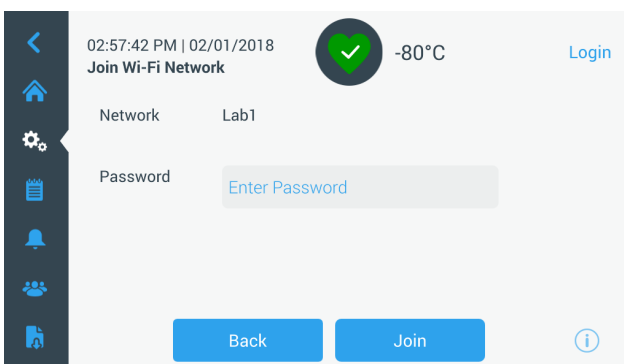 02:57:42 PM | 02/01/2018
Join Wi-Fi Network
-80°C
Login
Network Lab1
Password
Enter Password
Back
Join